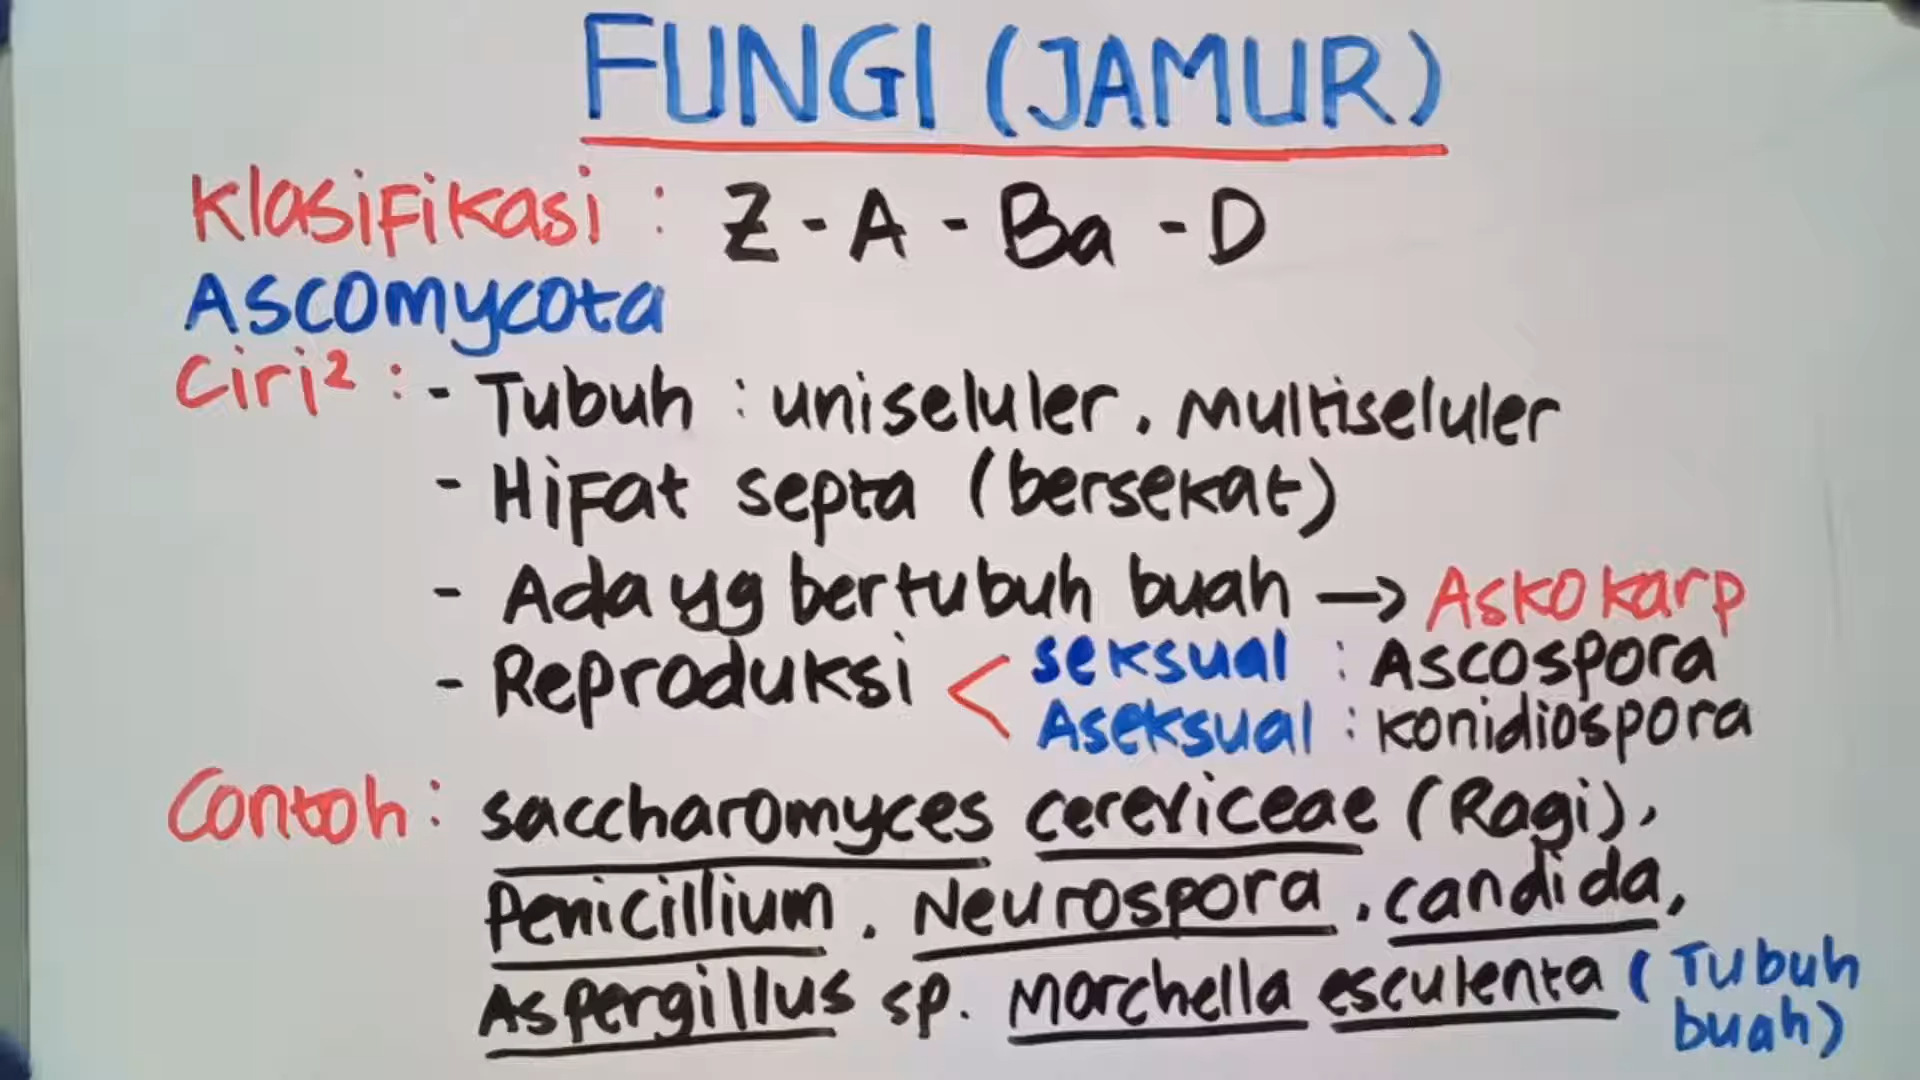 FUNGI (JAMUR)
Klasifikasi : Z - A - Ba - D
Ascomycota
Ciri² : - Tubuh : uniseluler, Multiseluler
- Hifat septa (bersekat)
- Ada yg bertubuh buah → Askokarp
- Reproduksi < seksual : Ascospora
Aseksual : konidiospora
Contoh : saccharomyces cereviceae (Ragi),
Penicillium, Neurospora, candida,
Aspergillus sp. Morchella esculenta (Tubuh
buah)